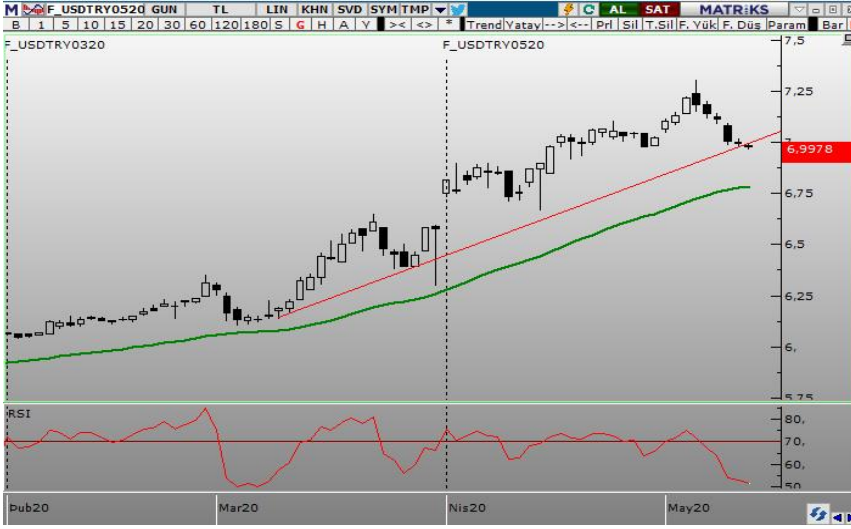 M F_USDTRY0520 GUN TL LIN KHN SVD SYM TMP AL SAT MATRiKS
B 1 5 10 15 20 30 60 120 180 S G H A Y >< <> * Trend Yatay --> <-- Prl Sil T.Sil F. Yük F. Düş Param Bar
F_USDTRY0320 F_USDTRY0520
7,5
7,25
7,
6,9978
6,75
6,5
6,25
6,
5,75
RSI
80,
70,
60,
50
Şub20 Mar20 Nis20 May20